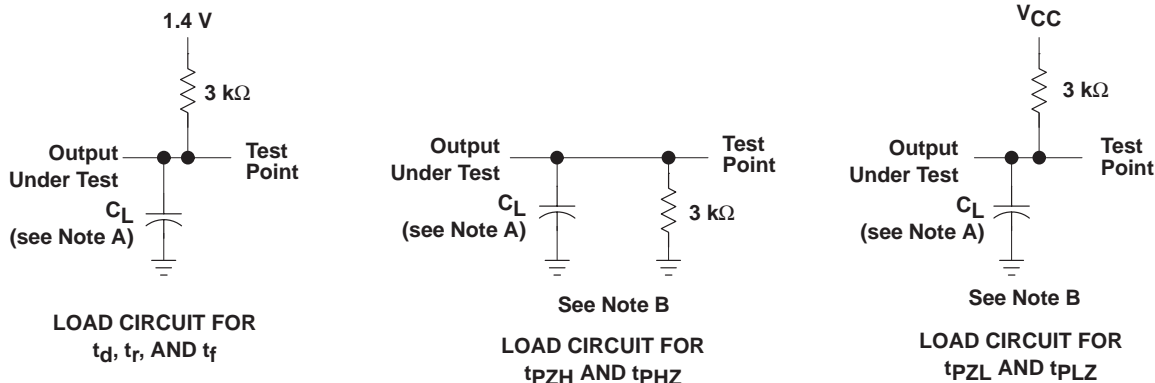 1.4 V
3 kΩ
Output
Under Test
Test
Point
CL
(see Note A)
LOAD CIRCUIT FOR
td, tr, AND tf
Output
Under Test
Test
Point
CL
(see Note A)
3 kΩ
See Note B
LOAD CIRCUIT FOR
tPZH AND tPHZ
VCC
3 kΩ
Output
Under Test
Test
Point
CL
(see Note A)
See Note B
LOAD CIRCUIT FOR
tPZL AND tPLZ